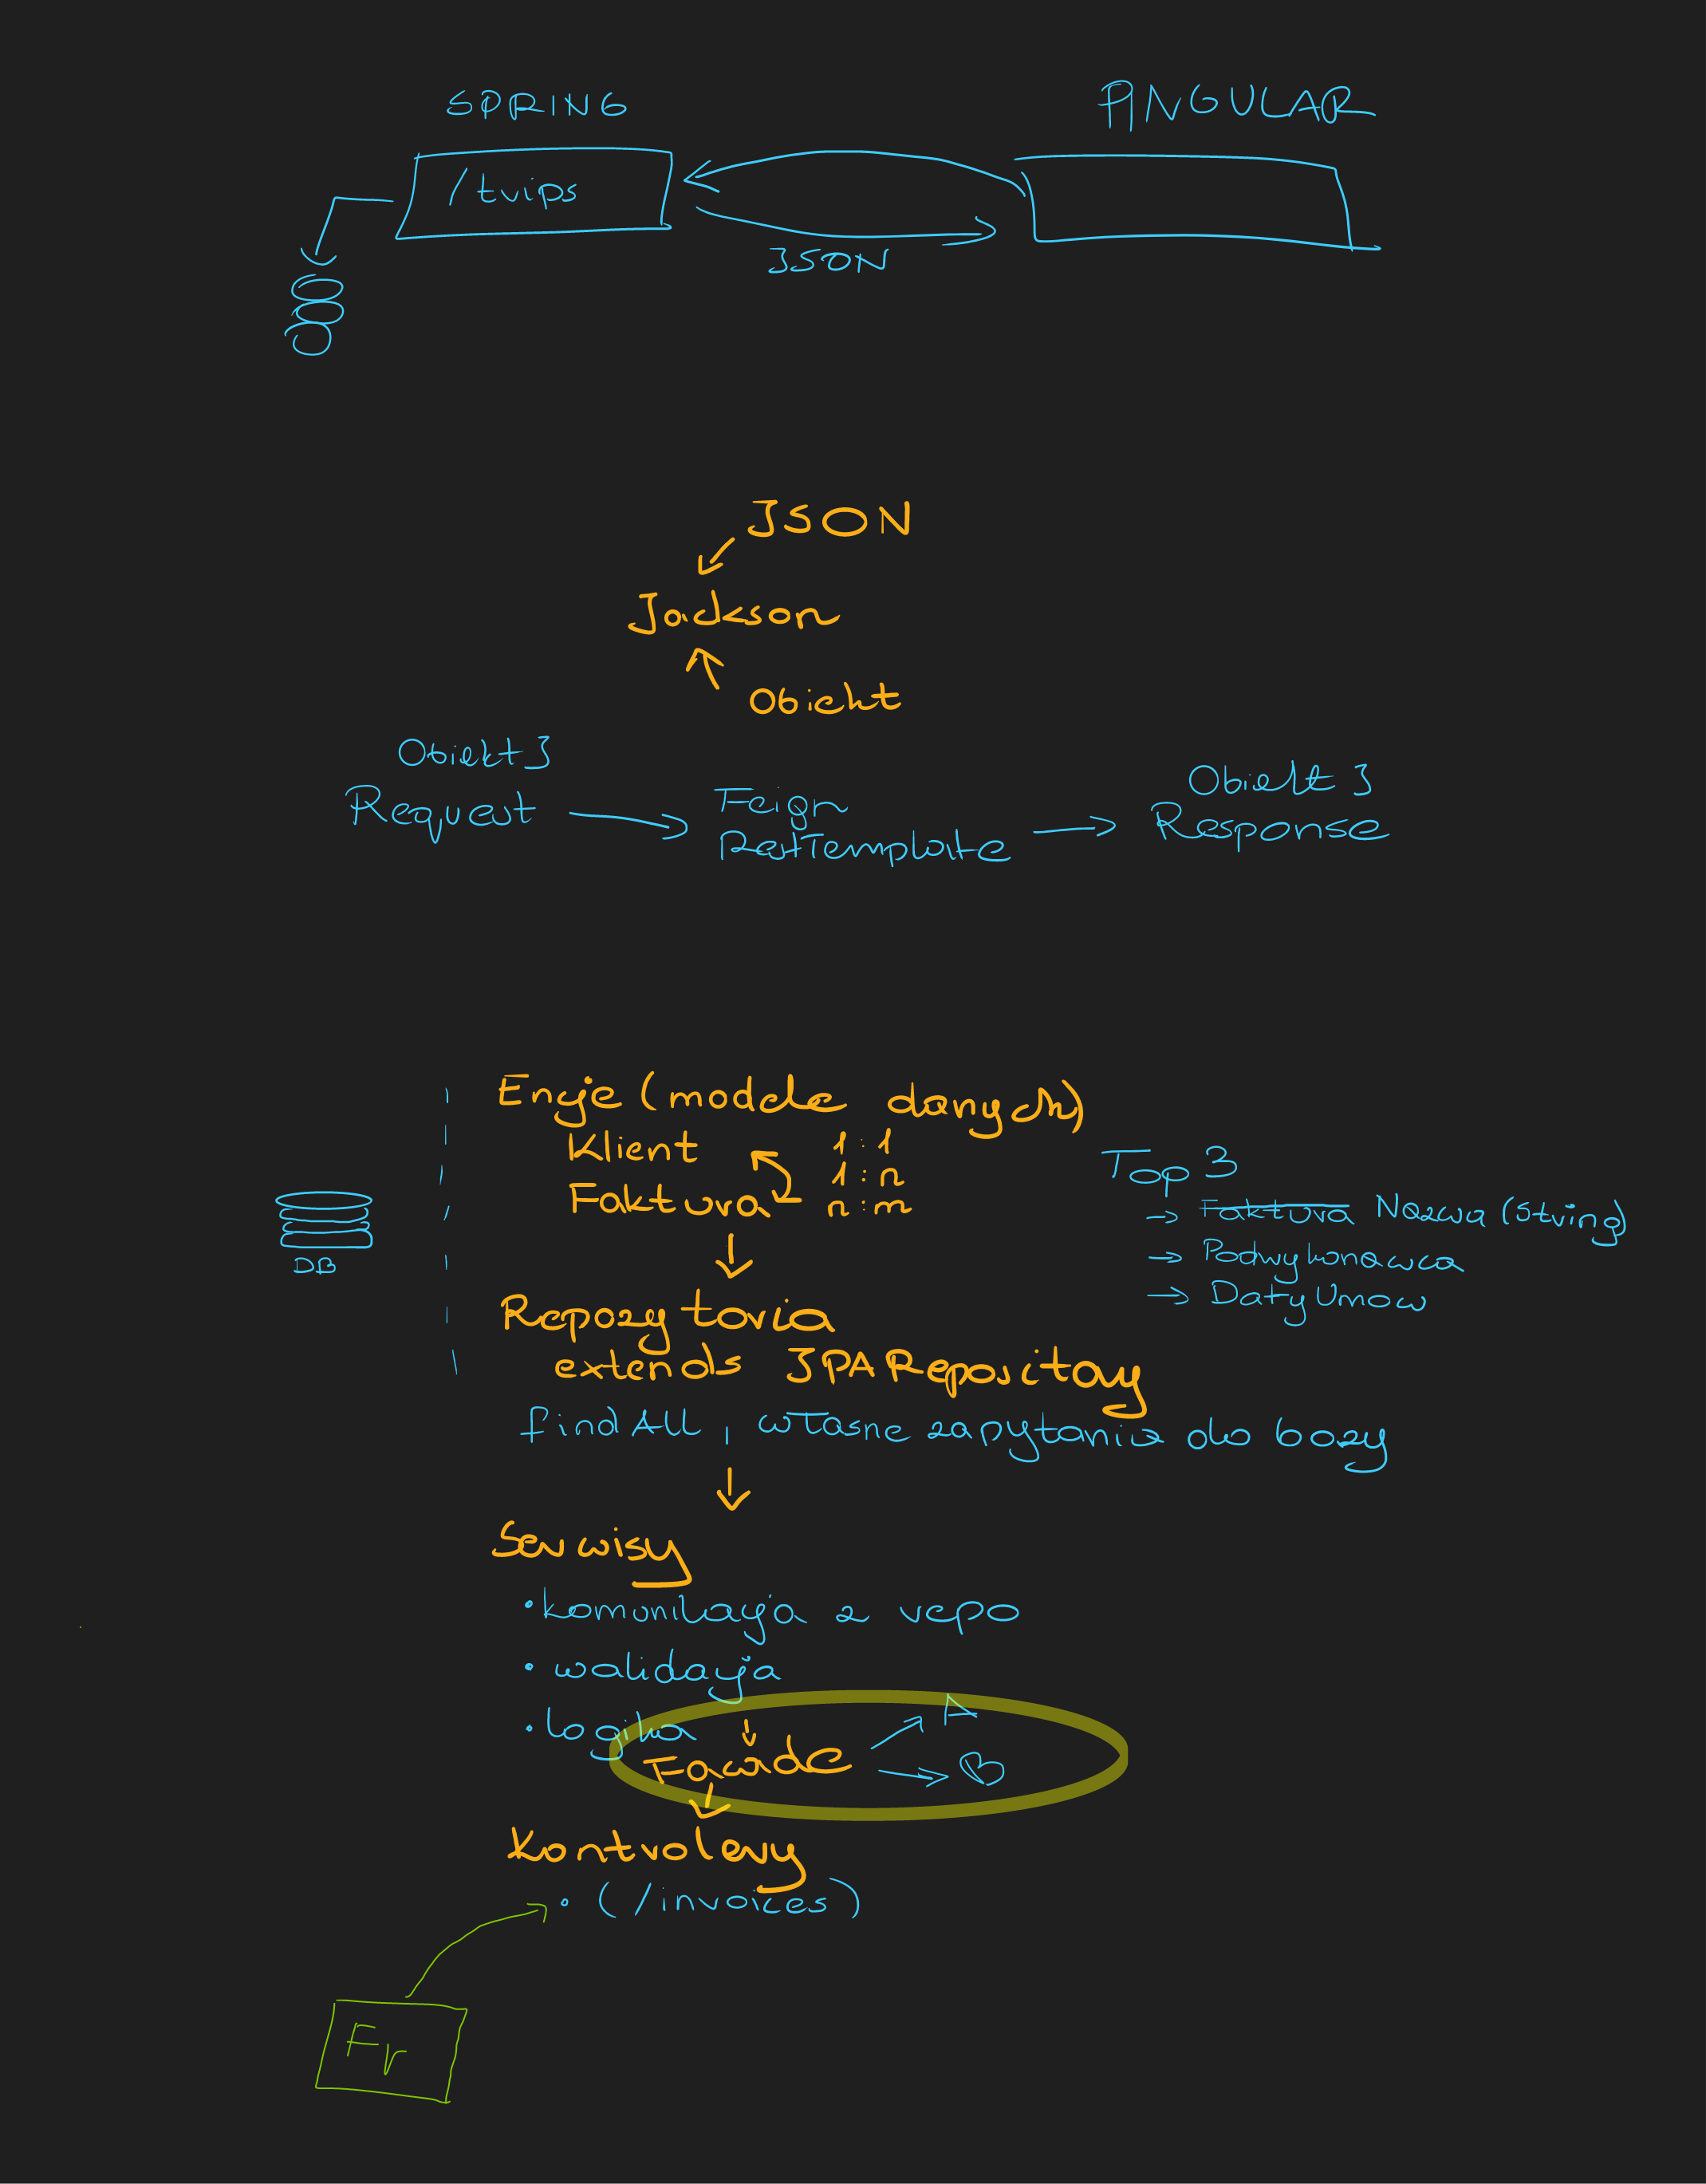 SPRING
ANGULAR
/trips
JSON
JSON
Jackson
Obiekt
Obiekt J
Request
Feign
RestTemplate
Obiekt J
Response
Encje (modele danych)
Klient
Faktura
1:1
1:n
n:m
DB
Top 3
→ Faktura Nazwa (String)
→ Podwykonawca
→ Daty Umow
Repozytoria
extends JPARepository
findAll, własne zapytania do bazy
Serwisy
• komunikacja z repo
• walidacja
• logika
Fasade
A
B
Kontrolery
• (/invoices)
Fr